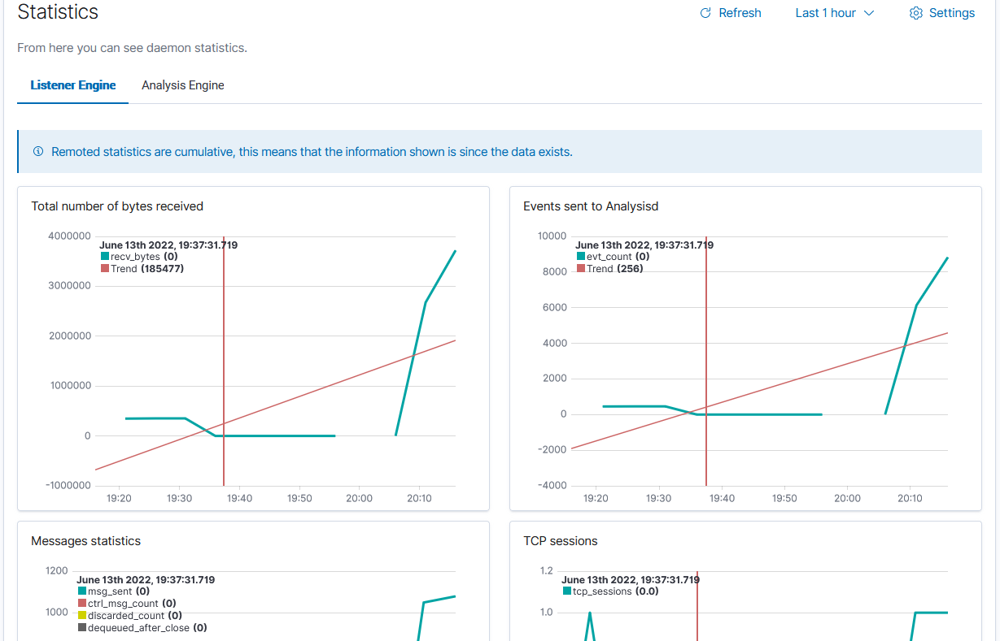 Statistics
Refresh
Last 1 hour
Settings
From here you can see daemon statistics.
Listener Engine
Analysis Engine
Remoted statistics are cumulative, this means that the information shown is since the data exists.
Total number of bytes received
4000000
3000000
2000000
1000000
0
-1000000
June 13th 2022, 19:37:31.719
recv_bytes (0)
Trend (185477)
19:20 19:30 19:40 19:50 20:00 20:10
Events sent to Analysisd
10000
8000
6000
4000
2000
0
-2000
-4000
June 13th 2022, 19:37:31.719
evt_count (0)
Trend (256)
19:20 19:30 19:40 19:50 20:00 20:10
Messages statistics
1200
1000
June 13th 2022, 19:37:31.719
msg_sent (0)
ctrl_msg_count (0)
discarded_count (0)
dequeued_after_close (0)
TCP sessions
1.2
1.0
June 13th 2022, 19:37:31.719
tcp_sessions (0.0)